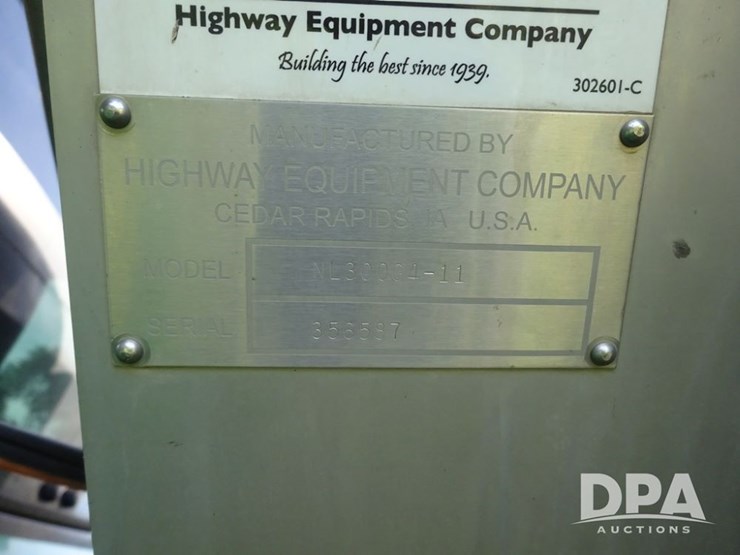 Highway Equipment Company
Building the best since 1939.
302601-C
MANUFACTURED BY
HIGHWAY EQUIPMENT COMPANY
CEDAR RAPIDS IA U.S.A.
MODEL
SERIAL
DPA
AUCTIONS